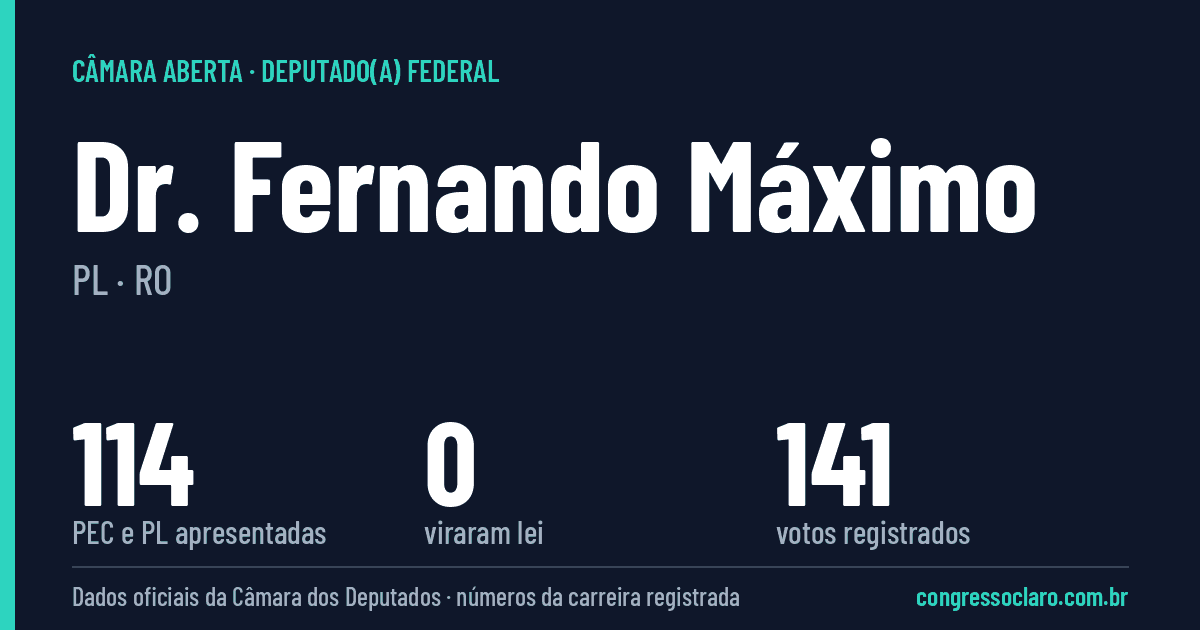 CÂMARA ABERTA · DEPUTADO(A) FEDERAL
Dr. Fernando Máximo
PL · RO
114 0 141
PEC e PL apresentadas viraram lei votos registrados
Dados oficiais da Câmara dos Deputados · números da carreira registrada congressoclaro.com.br